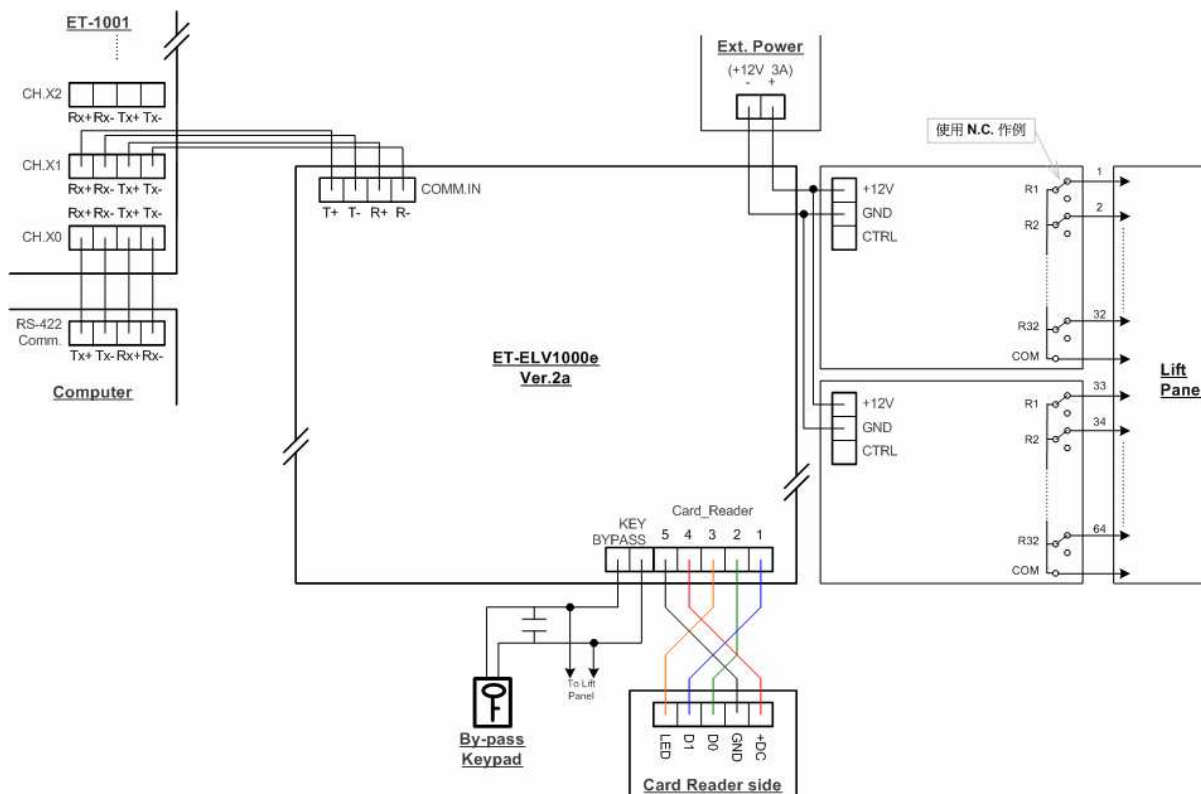 ET-1001
CH.X2
Rx+ Rx- Tx+ Tx-
CH.X1
Rx+ Rx- Tx+ Tx-
Rx+ Rx- Tx+ Tx-
CH.X0
RS-422
Comm.
Tx+ Tx- Rx+ Rx-
Computer
COMM.IN
T+ T- R+ R-
ET-ELV1000e
Ver.2a
Ext. Power
(+12V 3A)
- +
使用 N.C. 作例
+12V
GND
CTRL
R1
1
R2
2
R32
32
COM
+12V
GND
CTRL
R1
33
R2
34
R32
64
COM
Lift
Panel
KEY
BYPASS
Card_Reader
5 4 3 2 1
To Lift
Panel
By-pass
Keypad
LED D1 D0 GND +DC
Card Reader side